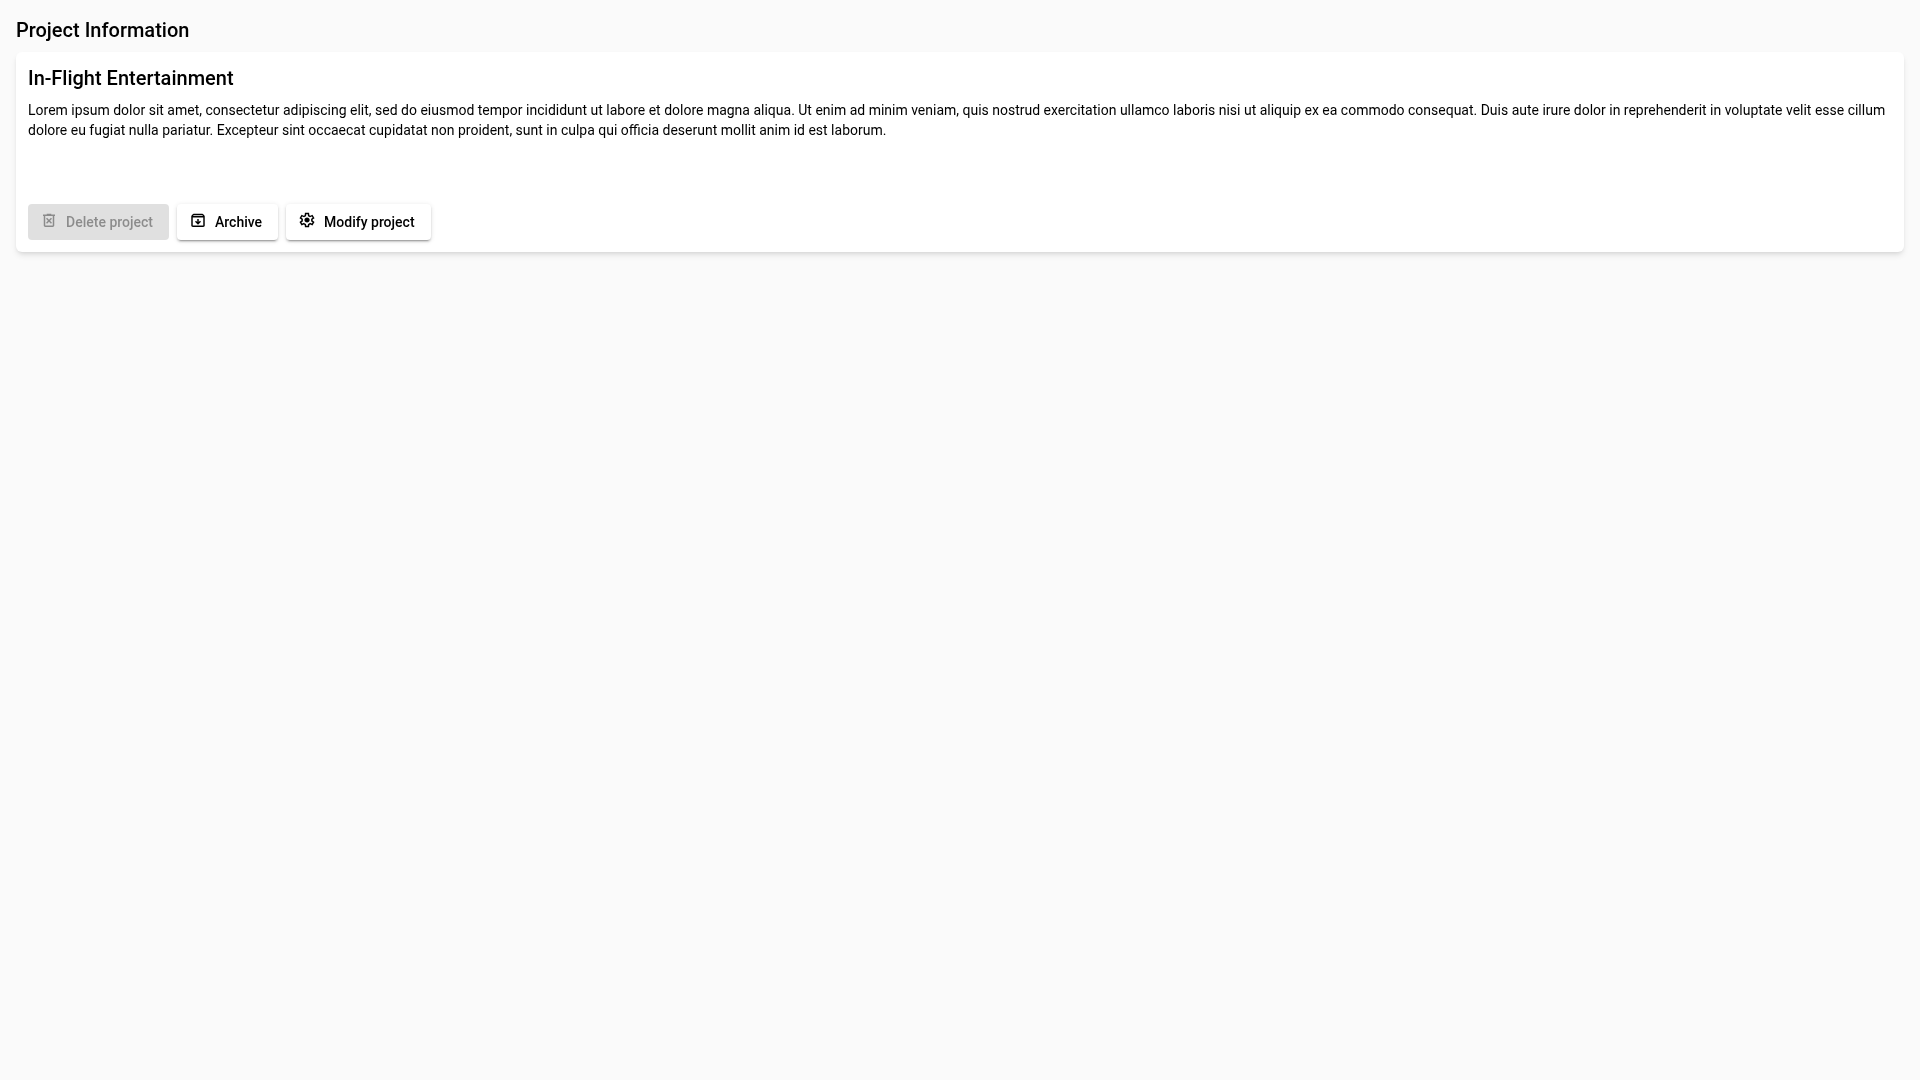 Project Information
In-Flight Entertainment
Lorem ipsum dolor sit amet, consectetur adipiscing elit, sed do eiusmod tempor incididunt ut labore et dolore magna aliqua. Ut enim ad minim veniam, quis nostrud exercitation ullamco laboris nisi ut aliquip ex ea commodo consequat. Duis aute irure dolor in reprehenderit in voluptate velit esse cillum
dolore eu fugiat nulla pariatur. Excepteur sint occaecat cupidatat non proident, sunt in culpa qui officia deserunt mollit anim id est laborum.
Delete project Archive Modify project